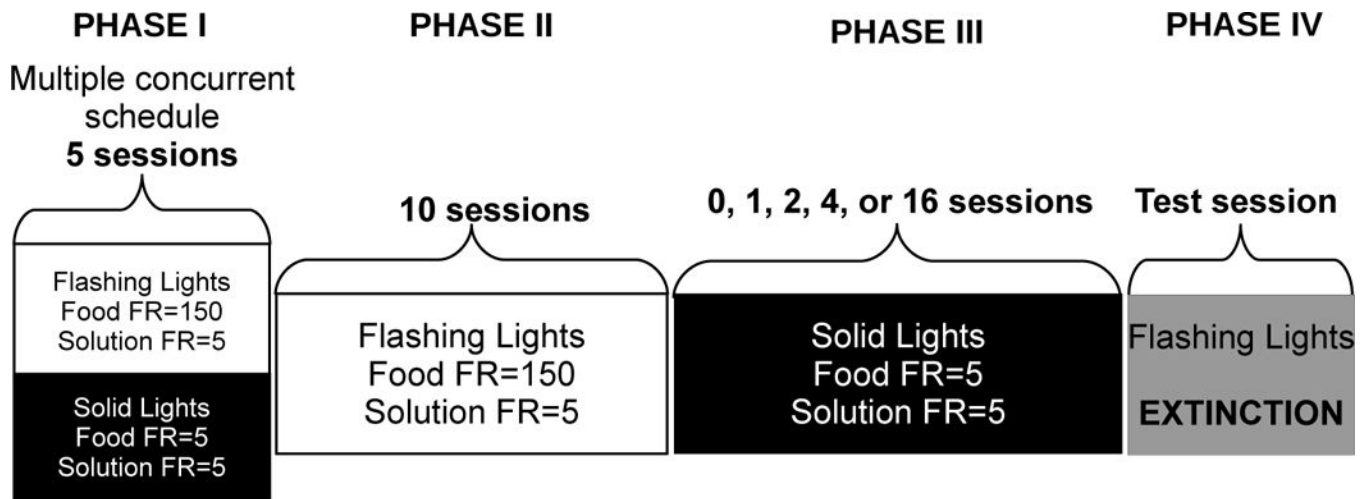 PHASE I
Multiple concurrent
schedule
5 sessions
Flashing Lights
Food FR=150
Solution FR=5
Solid Lights
Food FR=5
Solution FR=5
PHASE II
10 sessions
Flashing Lights
Food FR=150
Solution FR=5
PHASE III
0, 1, 2, 4, or 16 sessions
Solid Lights
Food FR=5
Solution FR=5
PHASE IV
Test session
Flashing Lights
EXTINCTION